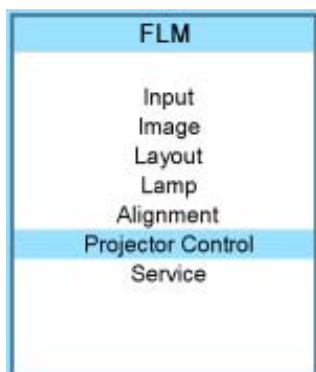 FLM
Input
Image
Layout
Lamp
Alignment
Projector Control
Service